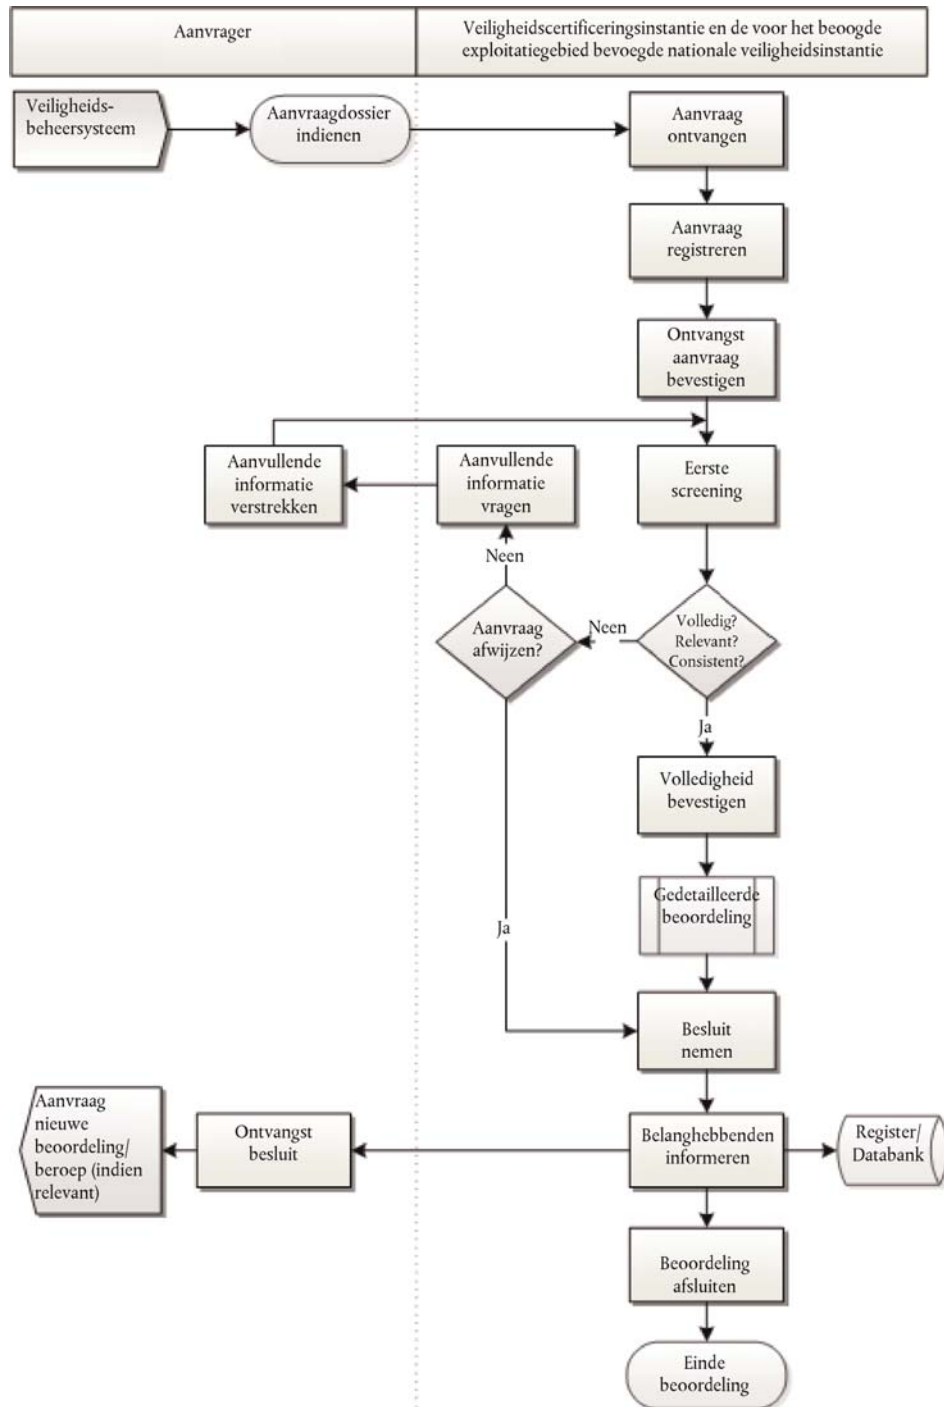 Aanvrager
Veiligheidscertificeringsinstantie en de voor het beoogde
exploitatiegebied bevoegde nationale veiligheidsinstantie
Veiligheids-
beheersysteem
Aanvraagdossier
indienen
Aanvraag
ontvangen
Aanvraag
registreren
Ontvangst
aanvraag
bevestigen
Aanvullende
informatie
verstrekken
Aanvullende
informatie
vragen
Eerste
screening
Neen
Aanvraag
afwijzen?
Neen
Volledig?
Relevant?
Consistent?
Ja
Volledigheid
bevestigen
Gedetailleerde
beoordeling
Ja
Besluit
nemen
Aanvraag
nieuwe
beoordeling/
beroep (indien
relevant)
Ontvangst
besluit
Belanghebbenden
informeren
Register/
Databank
Beoordeling
afsluiten
Einde
beoordeling